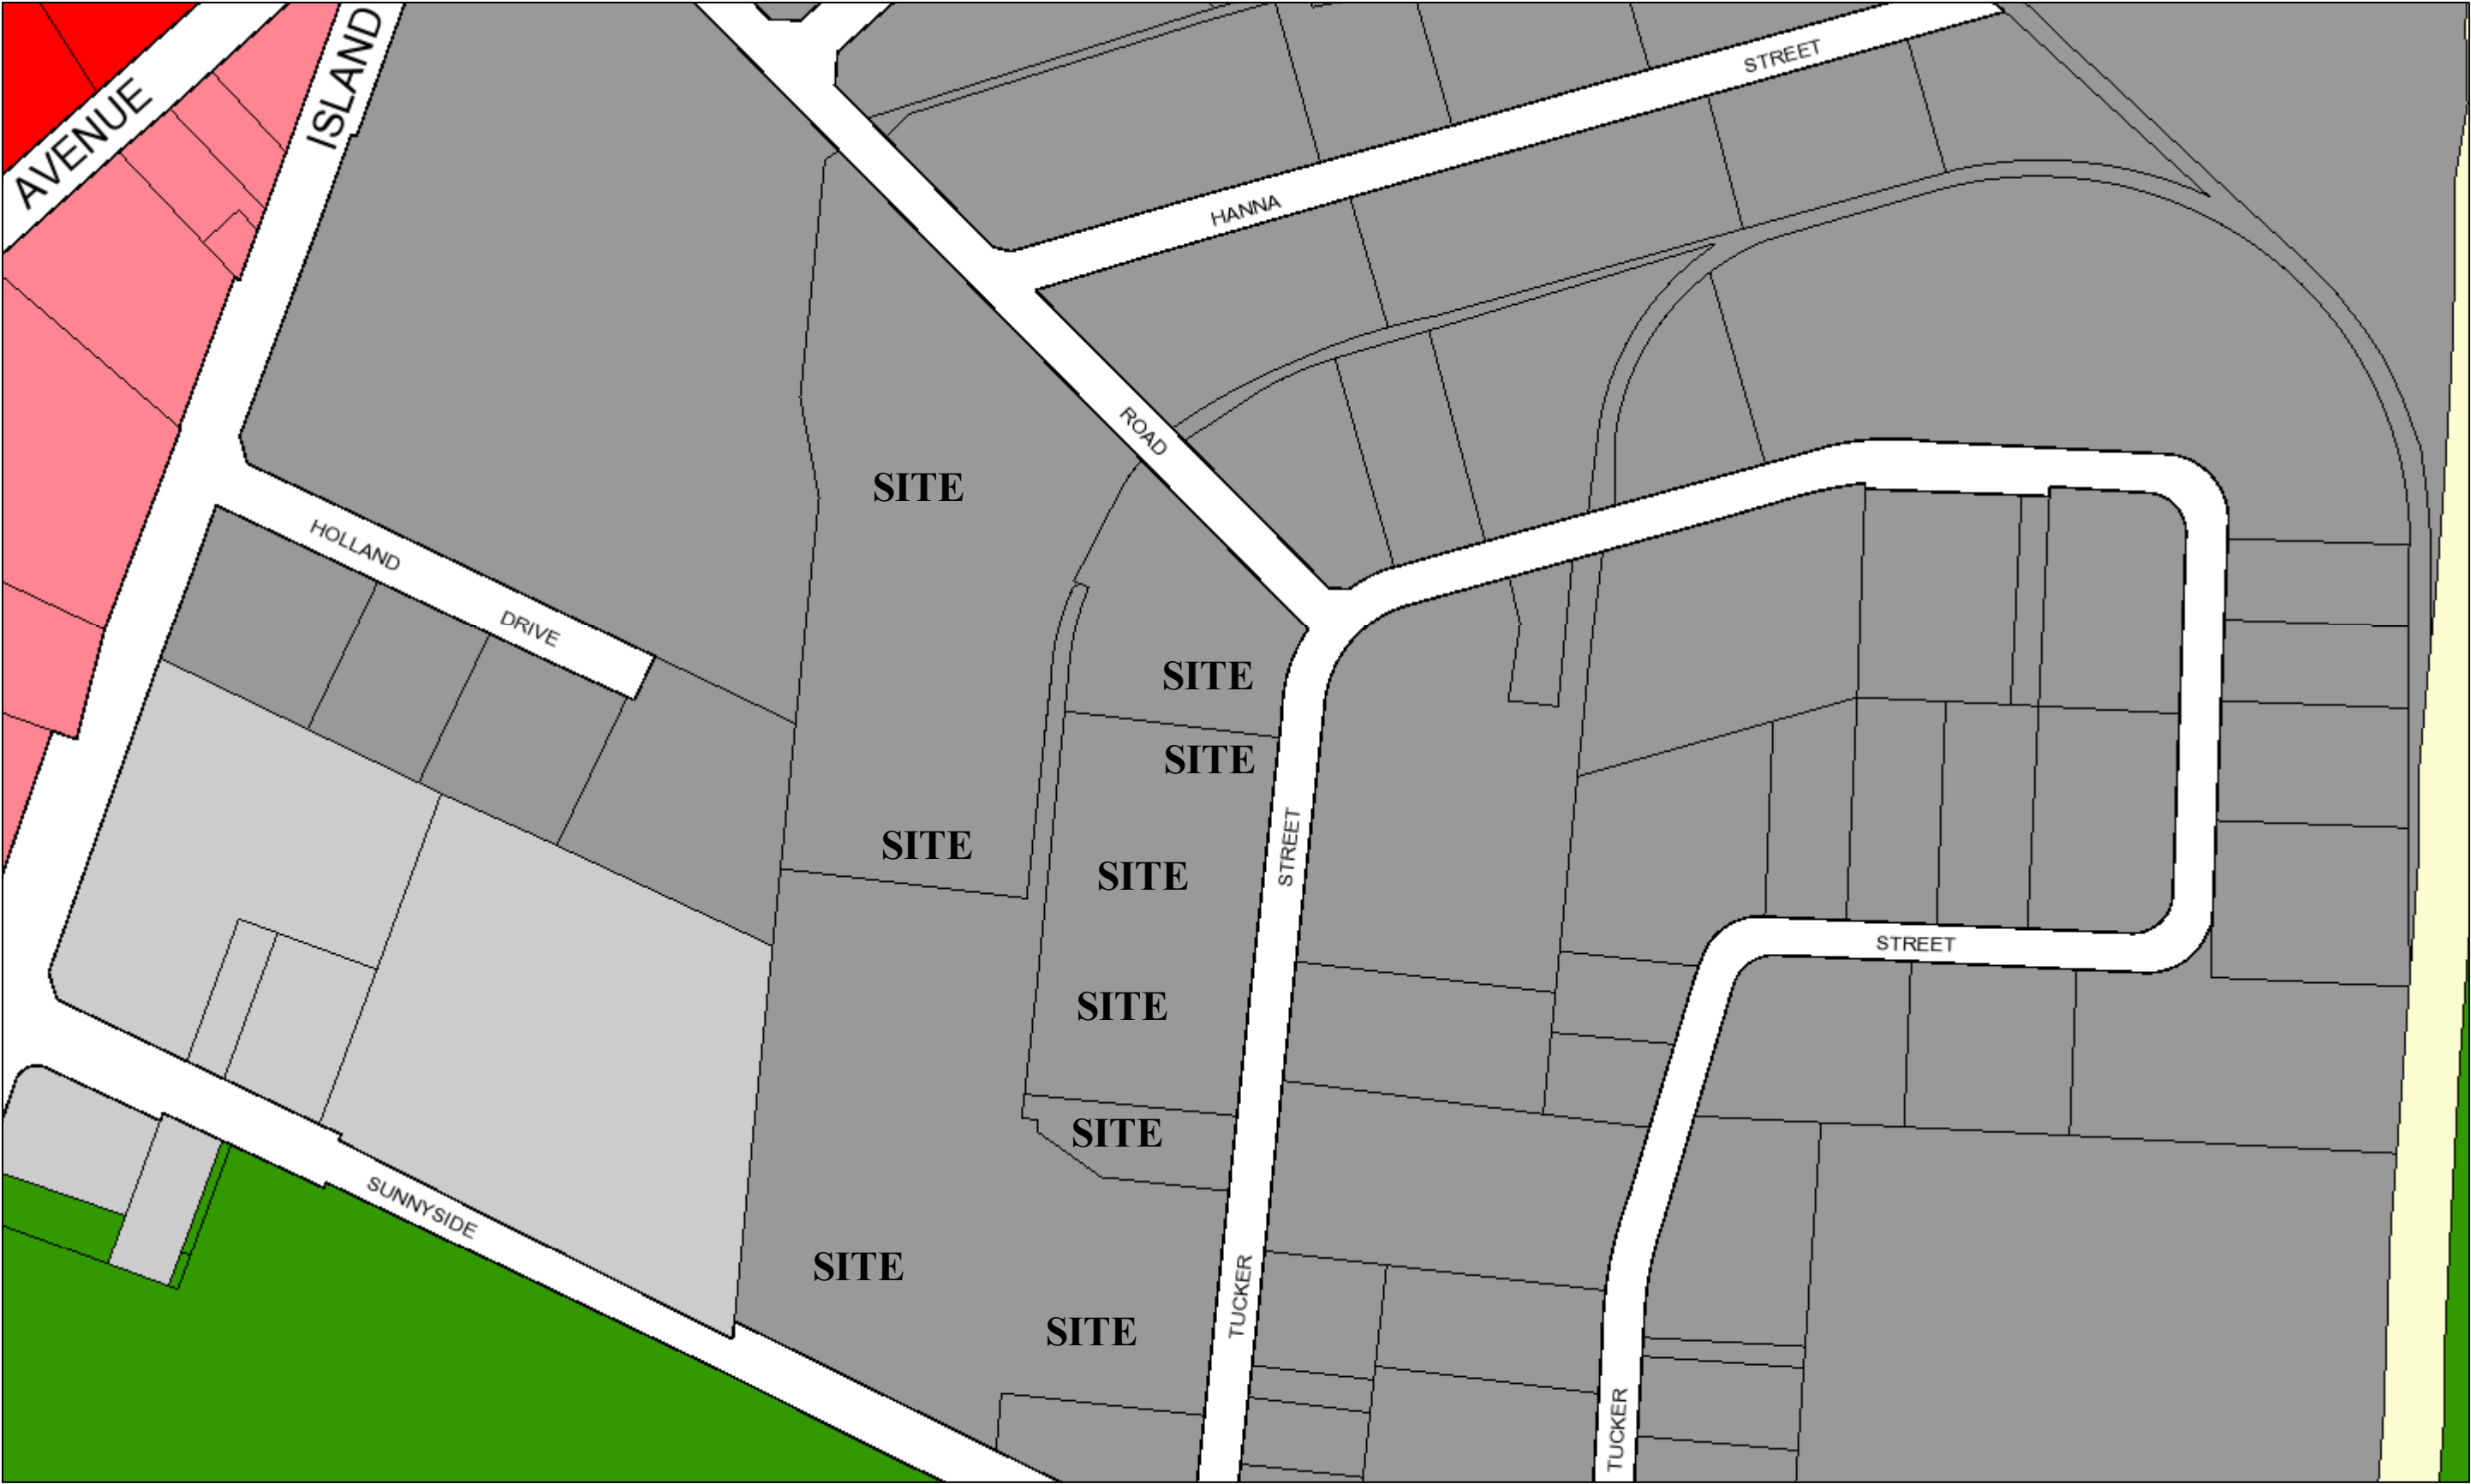 ISLAND
AVENUE
STREET
HANNA
ROAD
SITE
HOLLAND
DRIVE
SITE
SITE
SITE
STREET
SITE
STREET
SITE
SITE
SUNNYSIDE
SITE
TUCKER
SITE
TUCKER